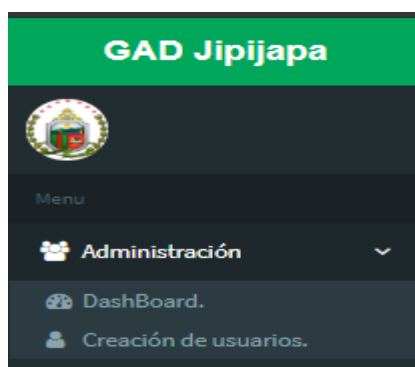 GAD Jipijapa
Menu
Administración
DashBoard.
Creación de usuarios.